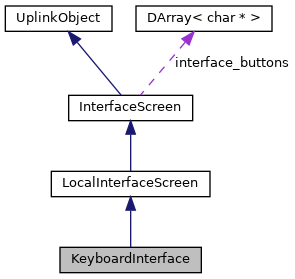 UplinkObject
DArray< char * >
interface_buttons
InterfaceScreen
LocalInterfaceScreen
KeyboardInterface